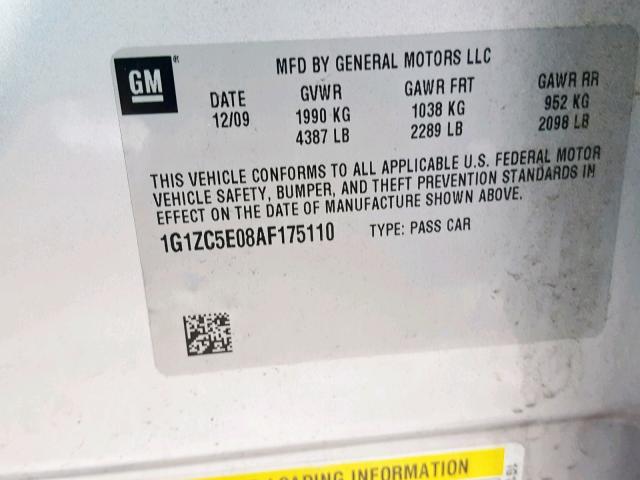 GM
MFD BY GENERAL MOTORS LLC
DATE GVWR GAWR FRT GAWR RR
12/09 1990 KG 1038 KG 952 KG
4387 LB 2289 LB 2098 LB
THIS VEHICLE CONFORMS TO ALL APPLICABLE U.S. FEDERAL MOTOR
VEHICLE SAFETY, BUMPER, AND THEFT PREVENTION STANDARDS IN
EFFECT ON THE DATE OF MANUFACTURE SHOWN ABOVE.
1G1ZC5E08AF175110 TYPE: PASS CAR
LOADING INFORMATION